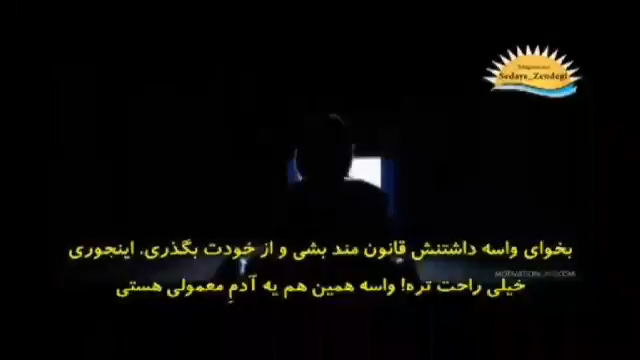 Sedaye_Zendegi
بخوای واسه داشتنش قانون مند بشی و از خودت بگذری. اینجوری
خیلی راحت تره! واسه همین هم یه آدمِ معمولی هستی